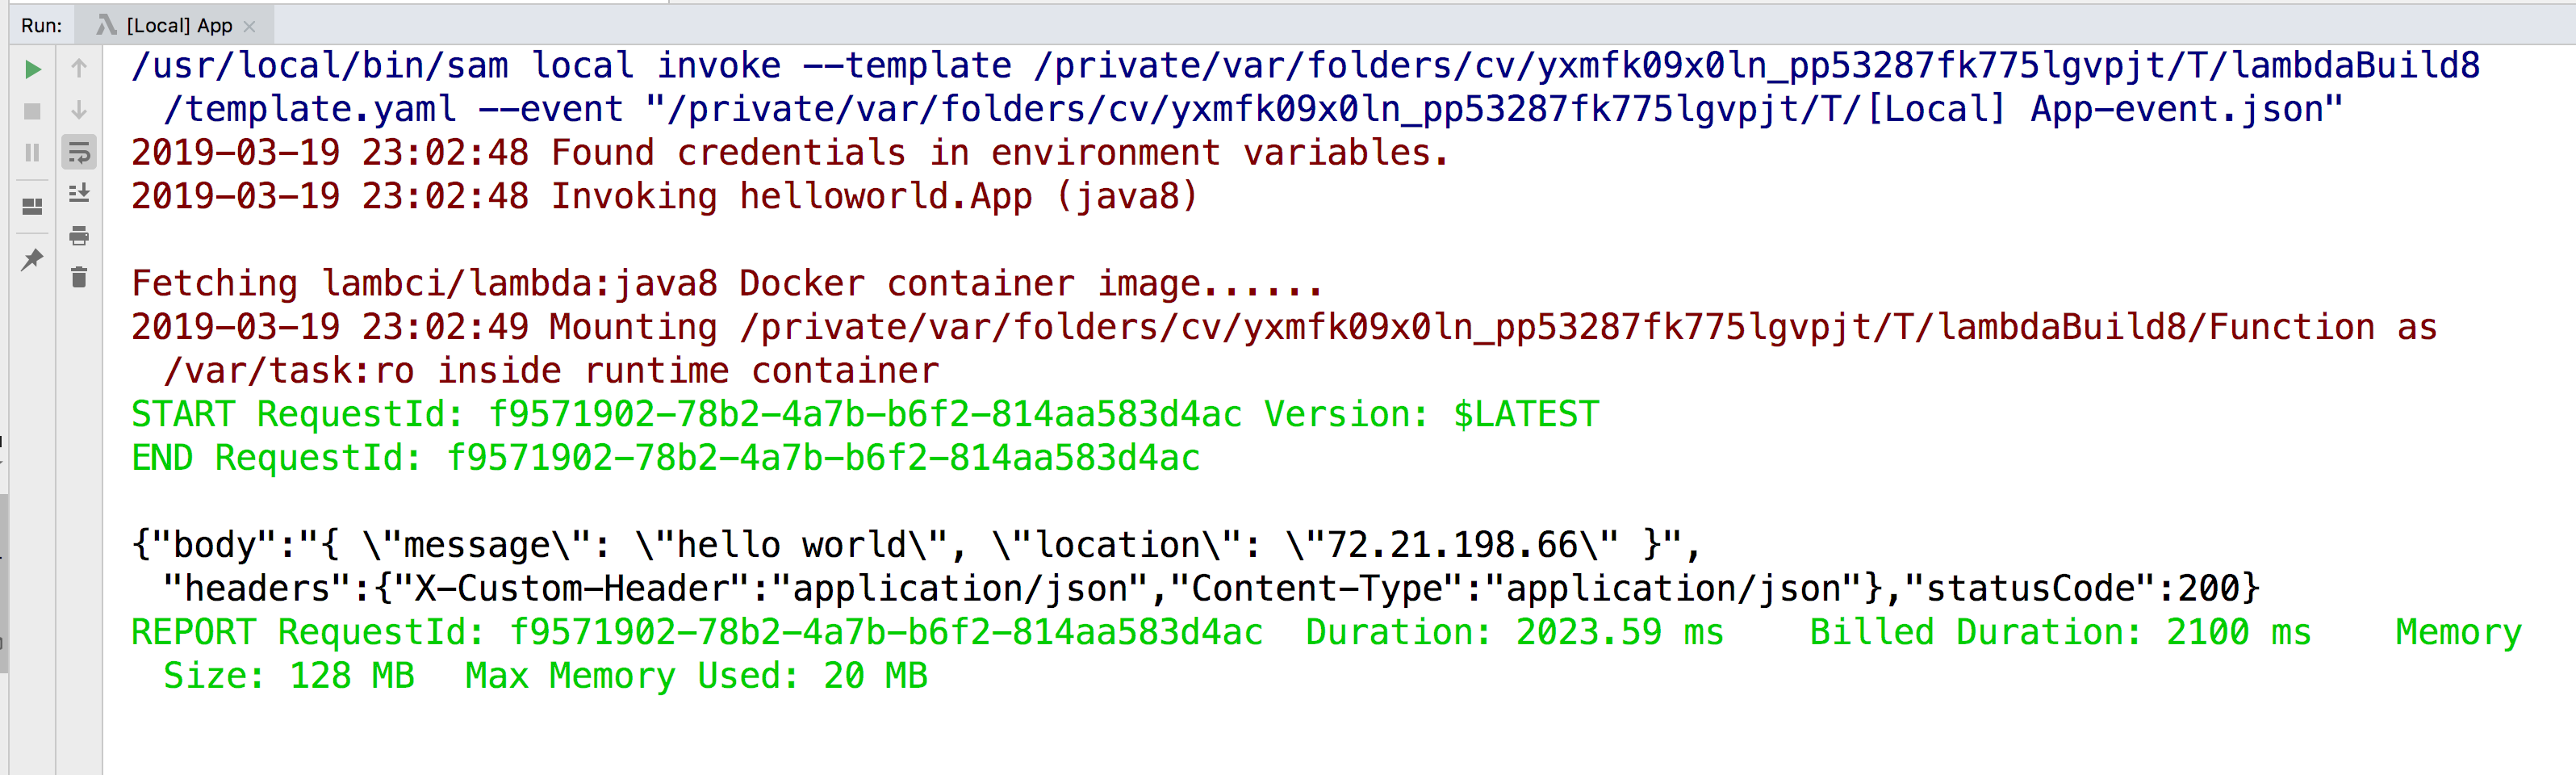 Run: [Local] App
/usr/local/bin/sam local invoke --template /private/var/folders/cv/yxmfk09x0ln_pp53287fk775lgvpjt/T/lambdaBuild8
/template.yaml --event "/private/var/folders/cv/yxmfk09x0ln_pp53287fk775lgvpjt/T/[Local] App-event.json"
2019-03-19 23:02:48 Found credentials in environment variables.
2019-03-19 23:02:48 Invoking helloworld.App (java8)
Fetching lambci/lambda:java8 Docker container image......
2019-03-19 23:02:49 Mounting /private/var/folders/cv/yxmfk09x0ln_pp53287fk775lgvpjt/T/lambdaBuild8/Function as
/var/task:ro inside runtime container
START RequestId: f9571902-78b2-4a7b-b6f2-814aa583d4ac Version: $LATEST
END RequestId: f9571902-78b2-4a7b-b6f2-814aa583d4ac
{"body":"{ \"message\": \"hello world\", \"location\": \"72.21.198.66\" }",
"headers":{"X-Custom-Header":"application/json","Content-Type":"application/json"},"statusCode":200}
REPORT RequestId: f9571902-78b2-4a7b-b6f2-814aa583d4ac  Duration: 2023.59 ms    Billed Duration: 2100 ms    Memory
Size: 128 MB  Max Memory Used: 20 MB